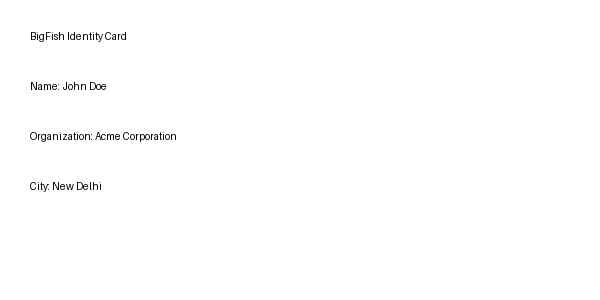 BigFish Identity Card
Name: John Doe
Organization: Acme Corporation
City: New Delhi